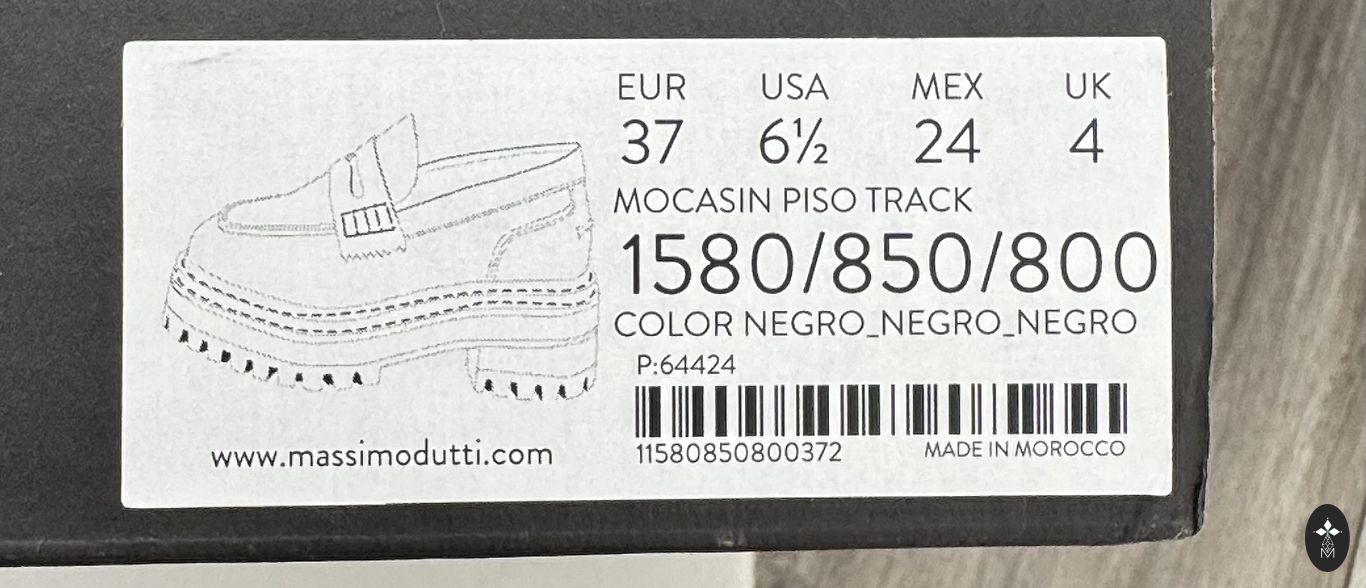 EUR USA MEX UK
37 6½ 24 4
MOCASIN PISO TRACK
1580/850/800
COLOR NEGRO_NEGRO_NEGRO
P:64424
11580850800372 MADE IN MOROCCO
www.massimodutti.com
M